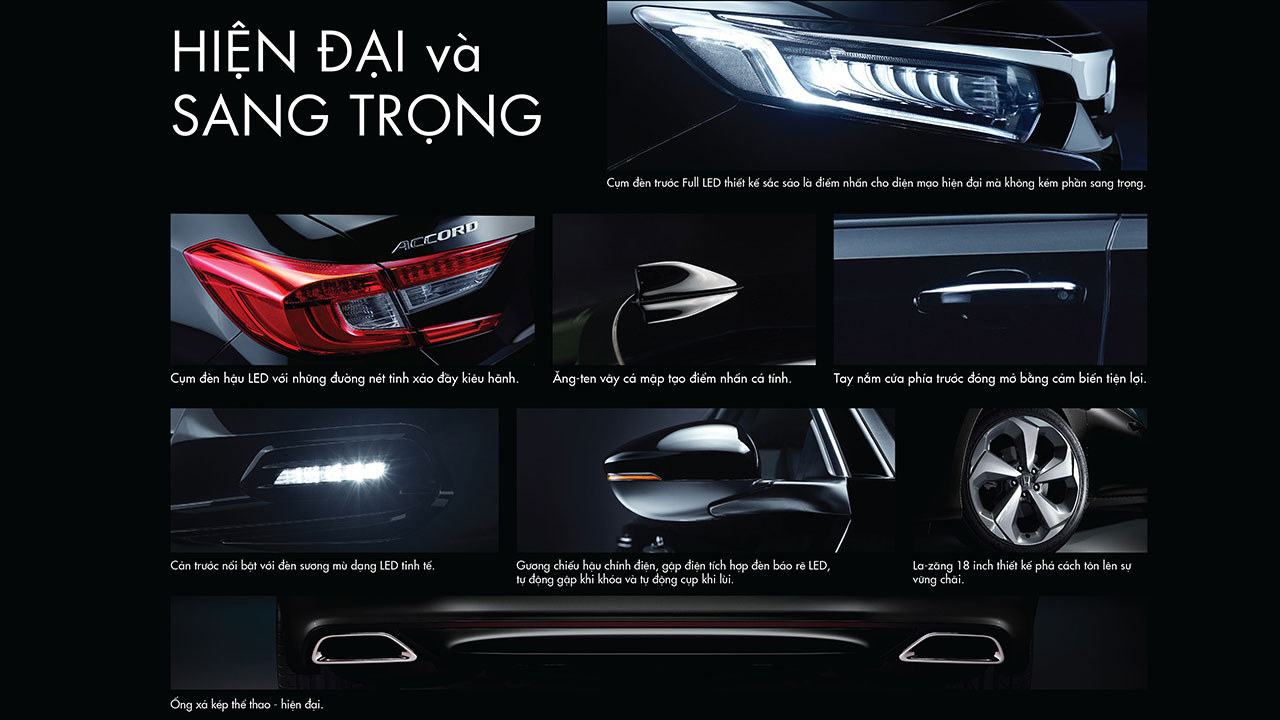 HIỆN ĐẠI và
SANG TRỌNG
Cụm đèn trước Full LED thiết kế sắc sảo là điểm nhấn cho diện mạo hiện đại mà không kém phần sang trọng.
ACCORD
Cụm đèn hậu LED với những đường nét tinh xảo đầy kiêu hãnh.
Ăng-ten vây cá mập tạo điểm nhấn cá tính.
Tay nắm cửa phía trước đóng mở bằng cảm biến tiện lợi.
Cản trước nổi bật với đèn sương mù dạng LED tinh tế.
Gương chiếu hậu chỉnh điện, gập điện tích hợp đèn báo rẽ LED,
tự động gập khi khóa và tự động cụp khi lùi.
La-zăng 18 inch thiết kế phá cách tôn lên sự
vững chãi.
Ống xả kép thể thao - hiện đại.